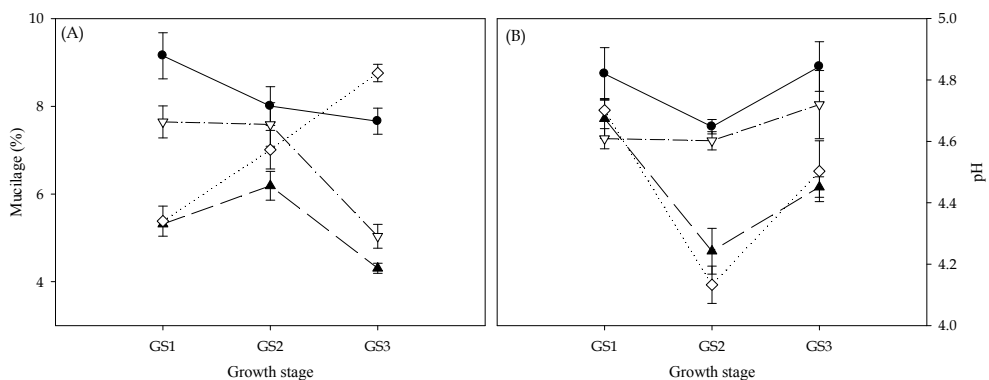 (A)
10
8
6
4
Mucilage (%)
GS1 GS2 GS3
Growth stage
(B)
5.0
4.8
4.6
4.4
4.2
4.0
pH
GS1 GS2 GS3
Growth stage